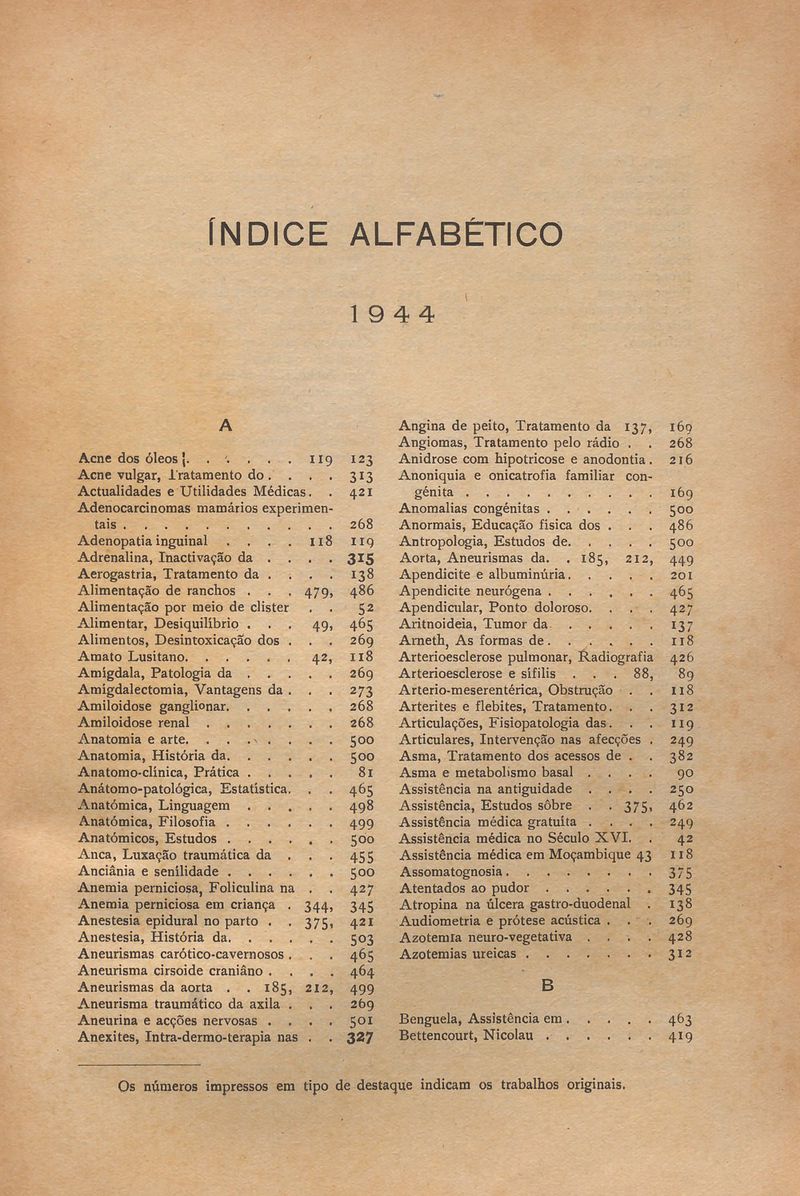 ÍNDICE ALFABÉTICO
1944
A
Acne dos óleos . . . . . . 119 123
Acne vulgar, Tratamento do . . . . 313
Actualidades e Utilidades Médicas. . 421
Adenocarcinomas mamários experimen-
tais . . . . . . . . . . . 268
Adenopatia inguinal . . . . 118 119
Adrenalina, Inactivação da . . . . 315
Aerogastria, Tratamento da . . . . 138
Alimentação de ranchos . . . 479, 486
Alimentação por meio de clister . . 52
Alimentar, Desiquilíbrio . . . 49, 465
Alimentos, Desintoxicação dos . . . 269
Amato Lusitano. . . . . . 42, 118
Amígdala, Patologia da . . . . . 269
Amigdalectomia, Vantagens da . . . 273
Amiloidose ganglionar. . . . . . 268
Amiloidose renal . . . . . . . 268
Anatomia e arte. . . . . . . . 500
Anatomia, História da. . . . . . 500
Anatomo-clínica, Prática . . . . . 81
Anátomo-patológica, Estatística. . . 465
Anatómica, Linguagem . . . . . 498
Anatómica, Filosofia . . . . . . 499
Anatómicos, Estudos . . . . . . 500
Anca, Luxação traumática da . . . 455
Anciânia e senilidade . . . . . . 500
Anemia perniciosa, Foliculina na . . 427
Anemia perniciosa em criança . 344, 345
Anestesia epidural no parto . . 375, 421
Anestesia, História da. . . . . . 503
Aneurismas carótico-cavernosos . . . 465
Aneurisma cirsoide craniâno . . . . 464
Aneurismas da aorta . . 185, 212, 499
Aneurisma traumático da axila . . . 269
Aneurina e acções nervosas . . . . 501
Anexites, Intra-dermo-terapia nas . . 327
Angina de peito, Tratamento da 137, 169
Angiomas, Tratamento pelo rádio . . 268
Anidrose com hipotricose e anodontia . 216
Anoniquia e onicatrofia familiar con-
génita . . . . . . . . . . 169
Anomalias congénitas . . . . . . 500
Anormais, Educação fisica dos . . . 486
Antropologia, Estudos de. . . . . 500
Aorta, Aneurismas da. . 185, 212, 449
Apendicite e albuminúria. . . . . 201
Apendicite neurógena . . . . . . 465
Apendicular, Ponto doloroso. . . . 427
Aritnoideia, Tumor da . . . . . 137
Arneth, As formas de . . . . . . 118
Arterioesclerose pulmonar, Radiografia 426
Arterioesclerose e sífilis . . . 88, 89
Arterio-meserentérica, Obstrução . . 118
Arterites e flebites, Tratamento. . . 312
Articulações, Fisiopatologia das. . . 119
Articulares, Intervenção nas afecções . 249
Asma, Tratamento dos acessos de . . 382
Asma e metabolismo basal . . . . 90
Assistência na antiguidade . . . . 250
Assistência, Estudos sôbre . . 375, 462
Assistência médica gratuíta . . . . 249
Assistência médica no Século XVI. . 42
Assistência médica em Moçambique 43 118
Assomatognosia . . . . . . . . 375
Atentados ao pudor . . . . . . 345
Atropina na úlcera gastro-duodenal . 138
Audiometria e prótese acústica . . . 269
Azotemia neuro-vegetativa . . . . 428
Azotemias ureicas . . . . . . . 312
B
Benguela, Assistência em . . . . . 463
Bettencourt, Nicolau . . . . . . 419
Os números impressos em tipo de destaque indicam os trabalhos originais.